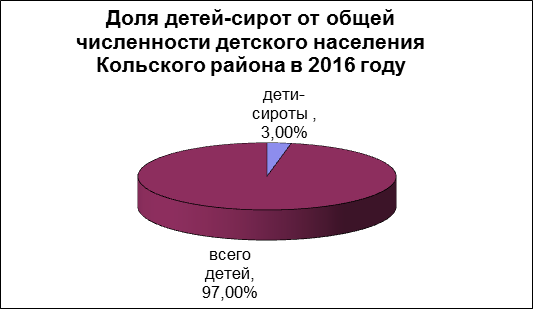 Доля детей-сирот от общей
численности детского населения
Кольского района в 2016 году
дети-
сироты ,
3,00%
всего
детей,
97,00%